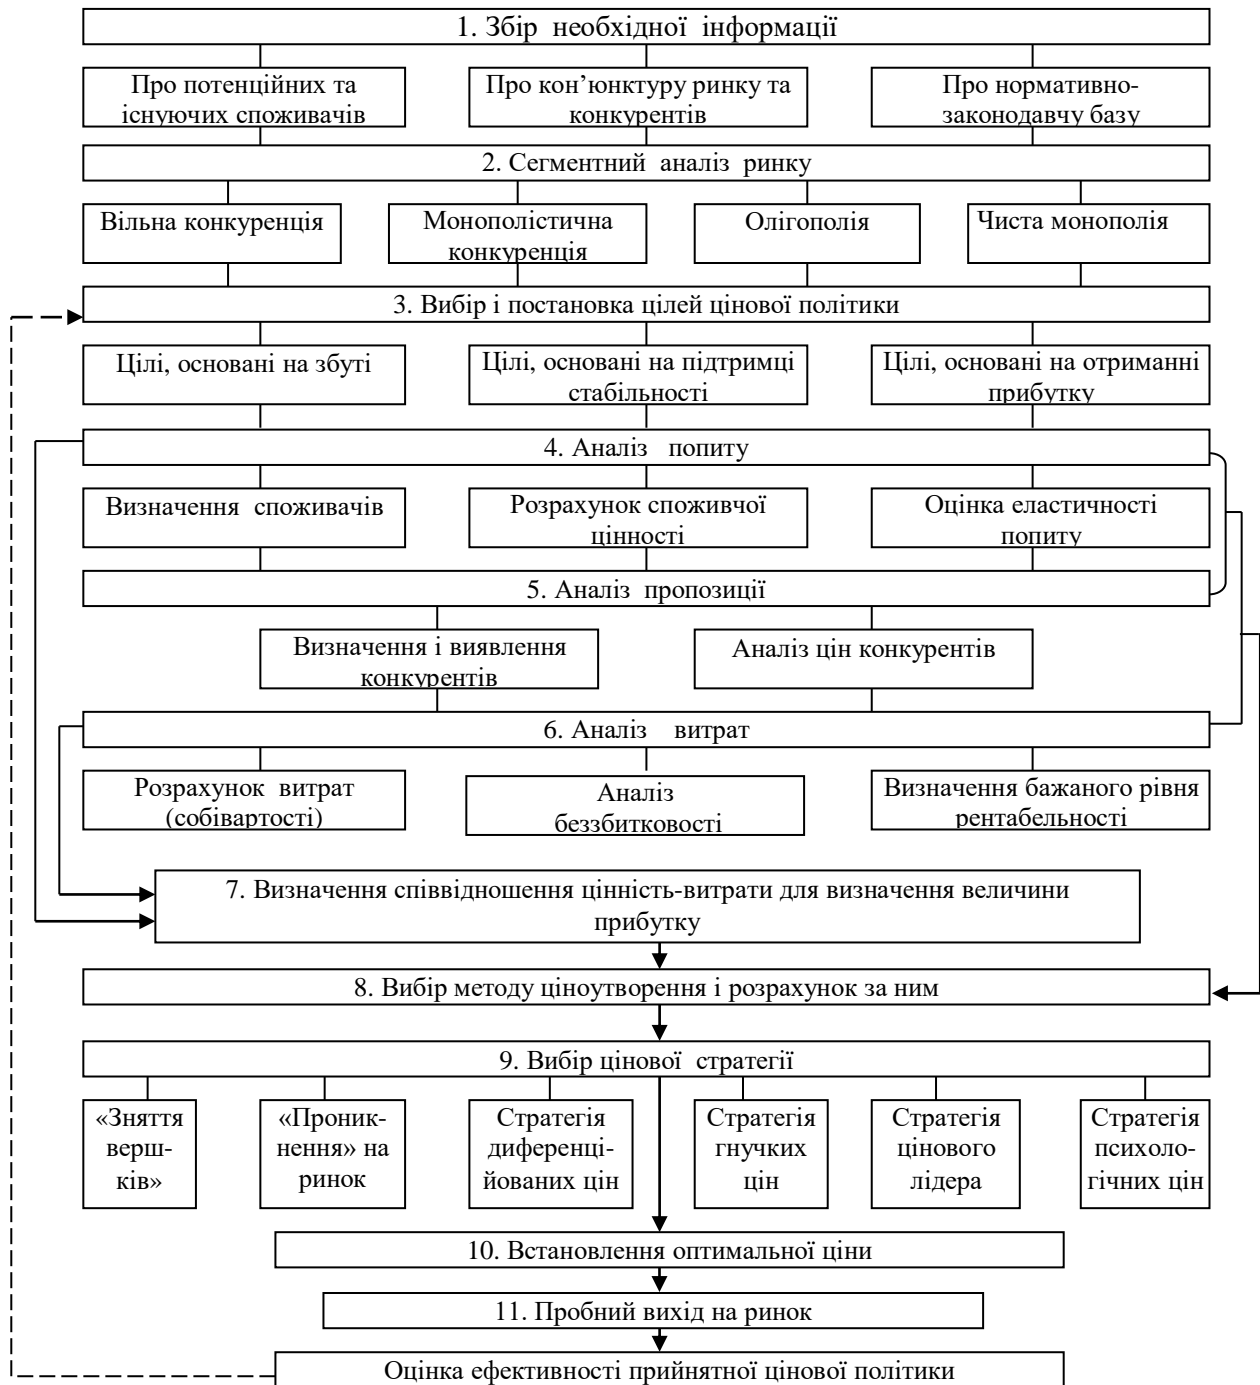 1. Збір необхідної інформації
Про потенційних та
існуючих споживачів
Про кон’юнктуру ринку та
конкурентів
Про нормативно-
законодавчу базу
2. Сегментний аналіз ринку
Вільна конкуренція
Монополістична
конкуренція
Олігополія
Чиста монополія
3. Вибір і постановка цілей цінової політики
Цілі, основані на збуті
Цілі, основані на підтримці
стабільності
Цілі, основані на отриманні
прибутку
4. Аналіз попиту
Визначення споживачів
Розрахунок споживчої
цінності
Оцінка еластичності
попиту
5. Аналіз пропозиції
Визначення і виявлення
конкурентів
Аналіз цін конкурентів
6. Аналіз витрат
Розрахунок витрат
(собівартості)
Аналіз
беззбитковості
Визначення бажаного рівня
рентабельності
7. Визначення співвідношення цінність-витрати для визначення величини
прибутку
8. Вибір методу ціноутворення і розрахунок за ним
9. Вибір цінової стратегії
«Зняття
верш-
ків»
«Проник-
нення» на
ринок
Стратегія
диференці-
йованих цін
Стратегія
гнучких
цін
Стратегія
цінового
лідера
Стратегія
психоло-
гічних цін
10. Встановлення оптимальної ціни
11. Пробний вихід на ринок
Оцінка ефективності прийнятної цінової політики